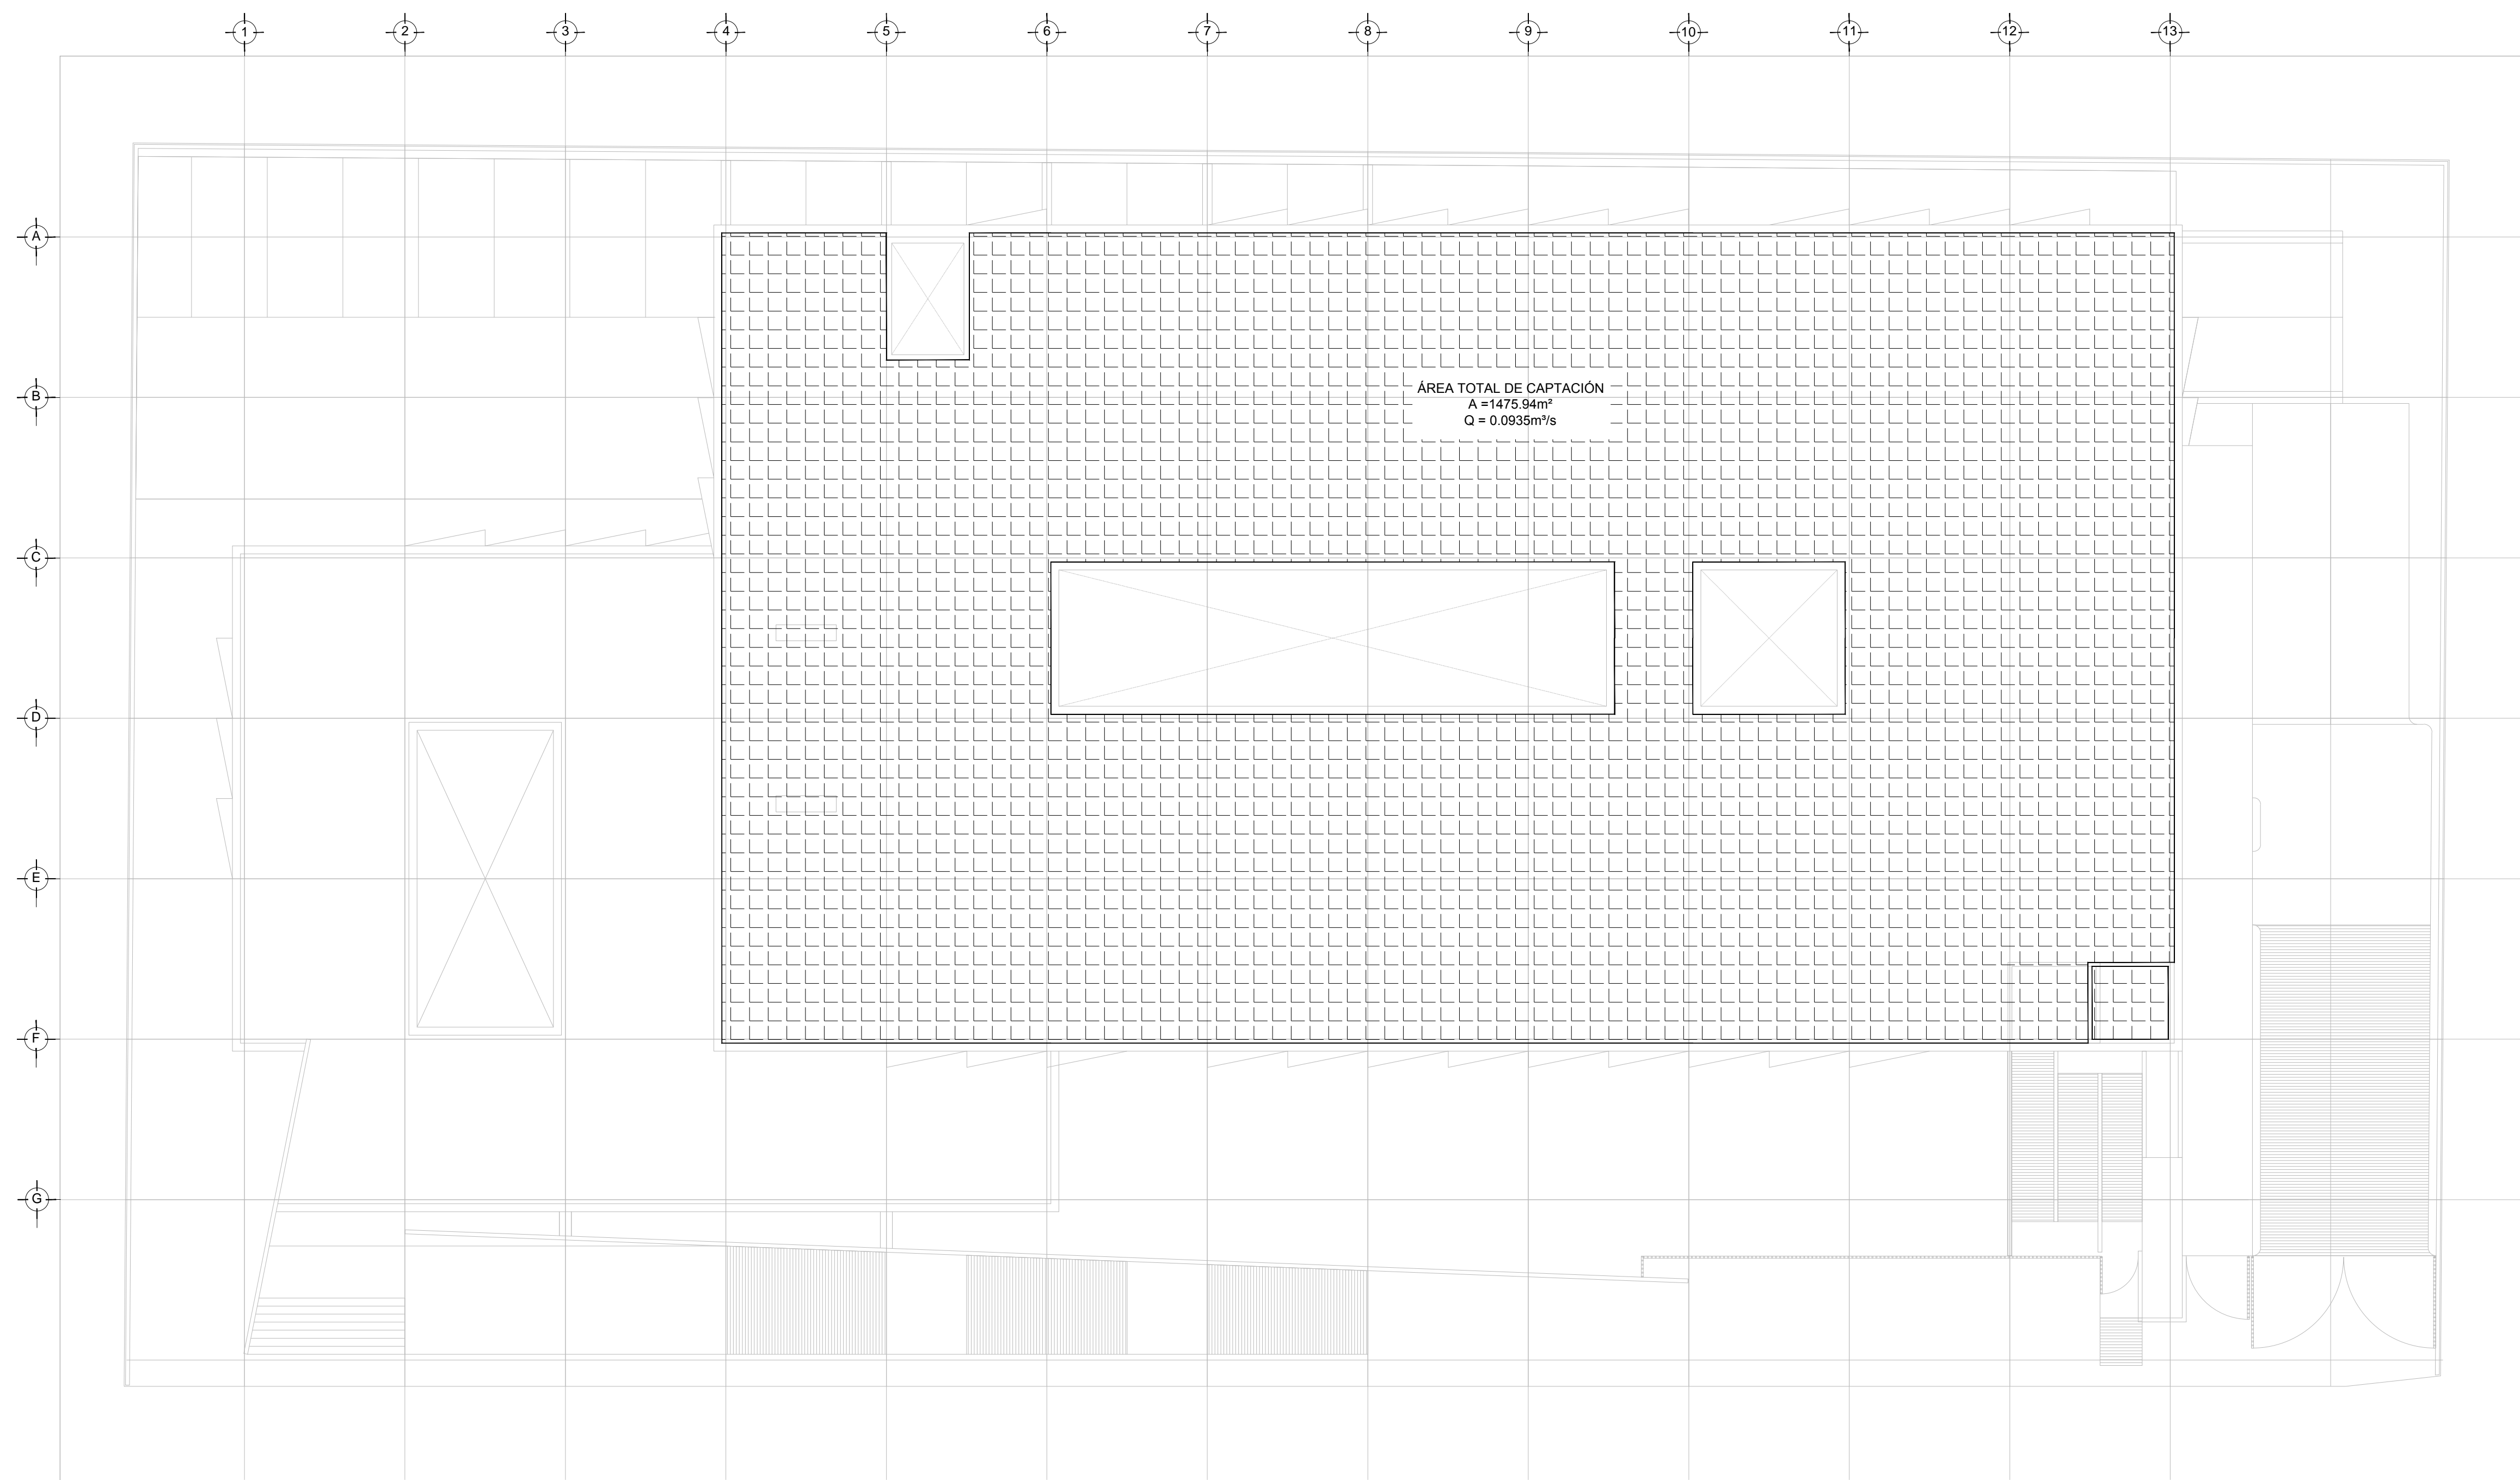 1 2 3 4 5 6 7 8 9 10 11 12 13
A
B
ÁREA TOTAL DE CAPTACIÓN
A =1475.94m²
Q = 0.0935m³/s
C
D
E
F
G